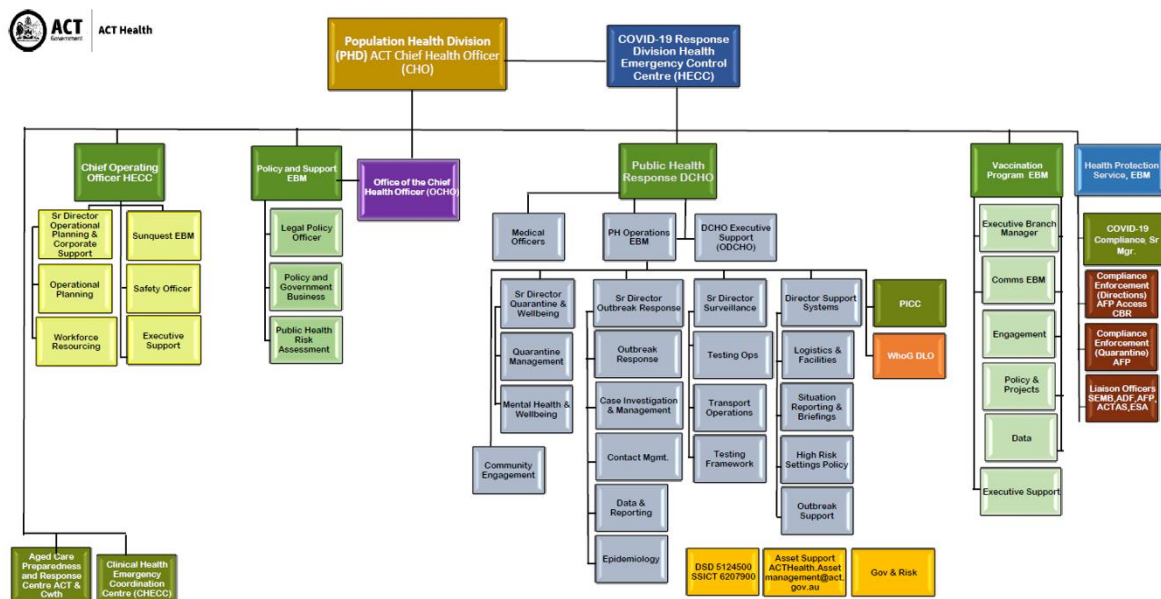 ACT
Government
ACT Health
Population Health Division
(PHD) ACT Chief Health Officer
(CHO)
COVID-19 Response
Division Health
Emergency Control
Centre (HECC)
Chief Operating
Officer HECC
Policy and Support
EBM
Office of the Chief
Health Officer (OCHO)
Public Health
Response DCHO
Vaccination
Program EBM
Health Protection
Service, EBM
Sr Director
Operational
Planning &
Corporate
Support
Sunquest EBM
Operational
Planning
Safety Officer
Workforce
Resourcing
Executive
Support
Legal Policy
Officer
Policy and
Government
Business
Public Health
Risk
Assessment
Medical
Officers
PH Operations
EBM
DCHO Executive
Support
(ODCHO)
Sr Director
Quarantine &
Wellbeing
Quarantine
Management
Mental Health &
Wellbeing
Community
Engagement
Sr Director
Outbreak Response
Outbreak
Response
Case Investigation
& Management
Contact Mgmt.
Data &
Reporting
Epidemiology
Sr Director
Surveillance
Testing Ops
Transport
Operations
Testing
Framework
Director Support
Systems
Logistics &
Facilities
Situation
Reporting &
Briefings
High Risk
Settings Policy
Outbreak
Support
PICC
WhoG DLO
Executive Branch
Manager
Comms EBM
Engagement
Policy &
Projects
Data
Executive Support
COVID-19
Compliance, Sr
Mgr.
Compliance
Enforcement
(Directions)
AFP Access
CBR
Compliance
Enforcement
(Quarantine)
AFP
Liaison Officers
SEMB,ADF,AFP,
ACTAS,ESA
Aged Care
Preparedness
and Response
Centre ACT &
Cwth
Clinical Health
Emergency
Coordination
Centre (CHECC)
DSD 5124500
SSICT 6207900
Asset Support
ACTHealth.Asset
management@act.
gov.au
Gov & Risk